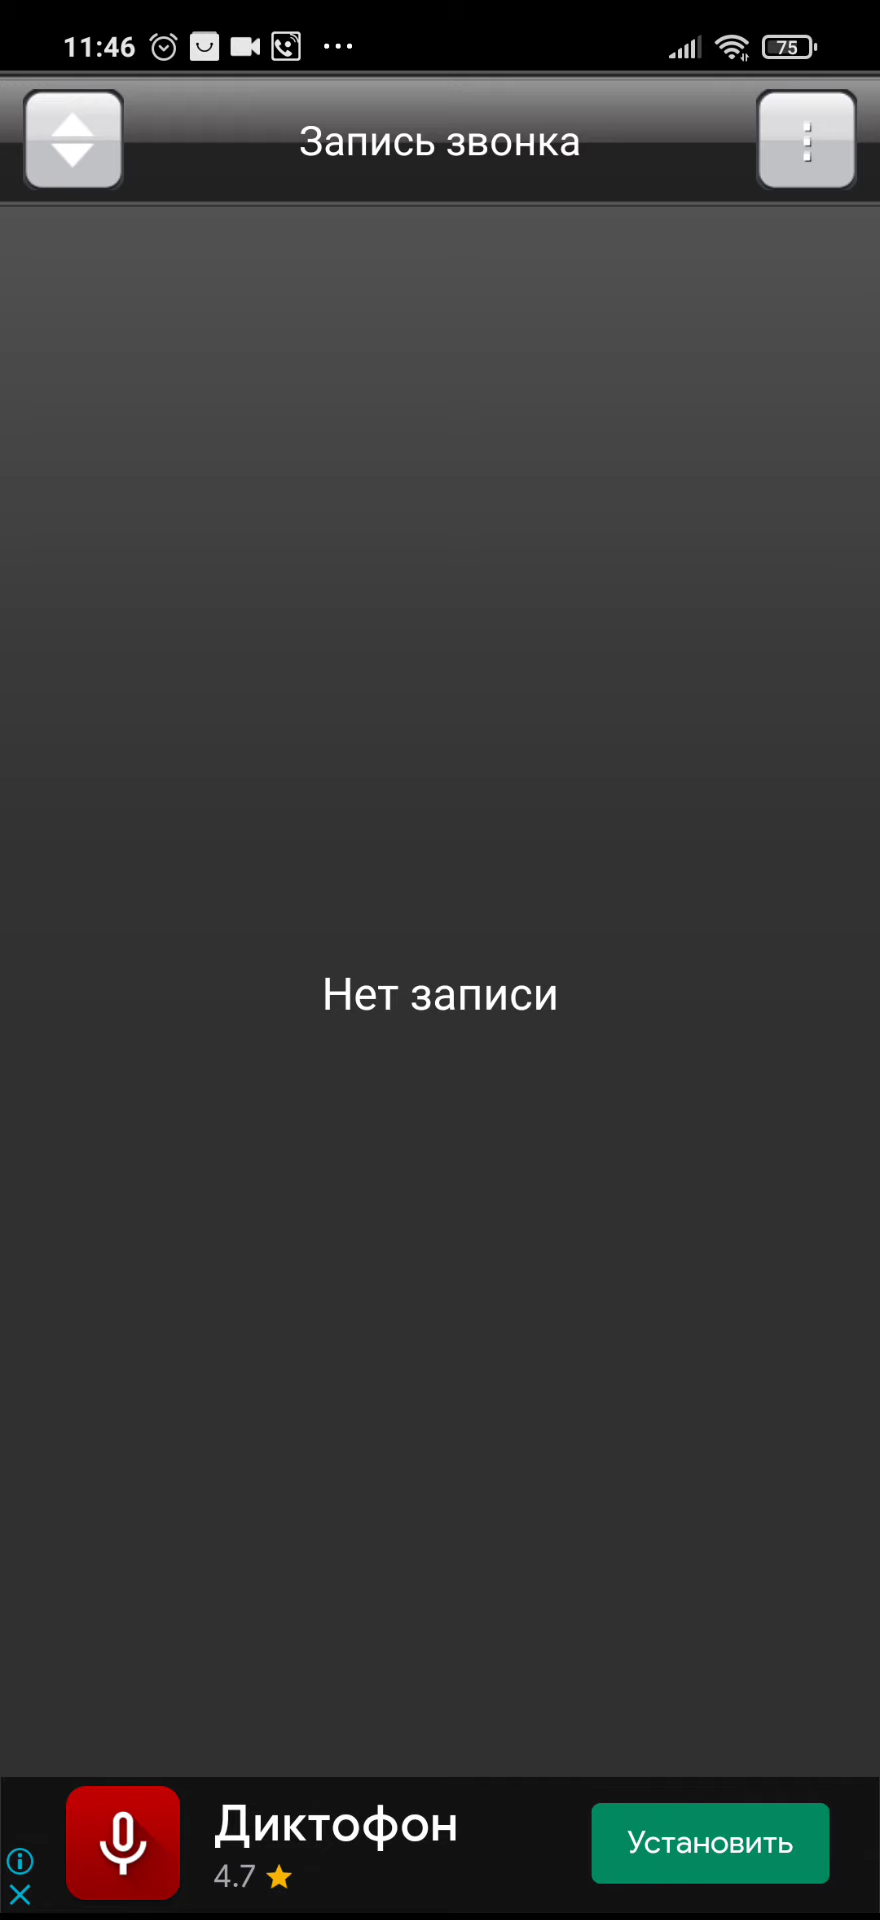 11:46
75
Запись звонка
Нет записи
Диктофон
4.7
Установить